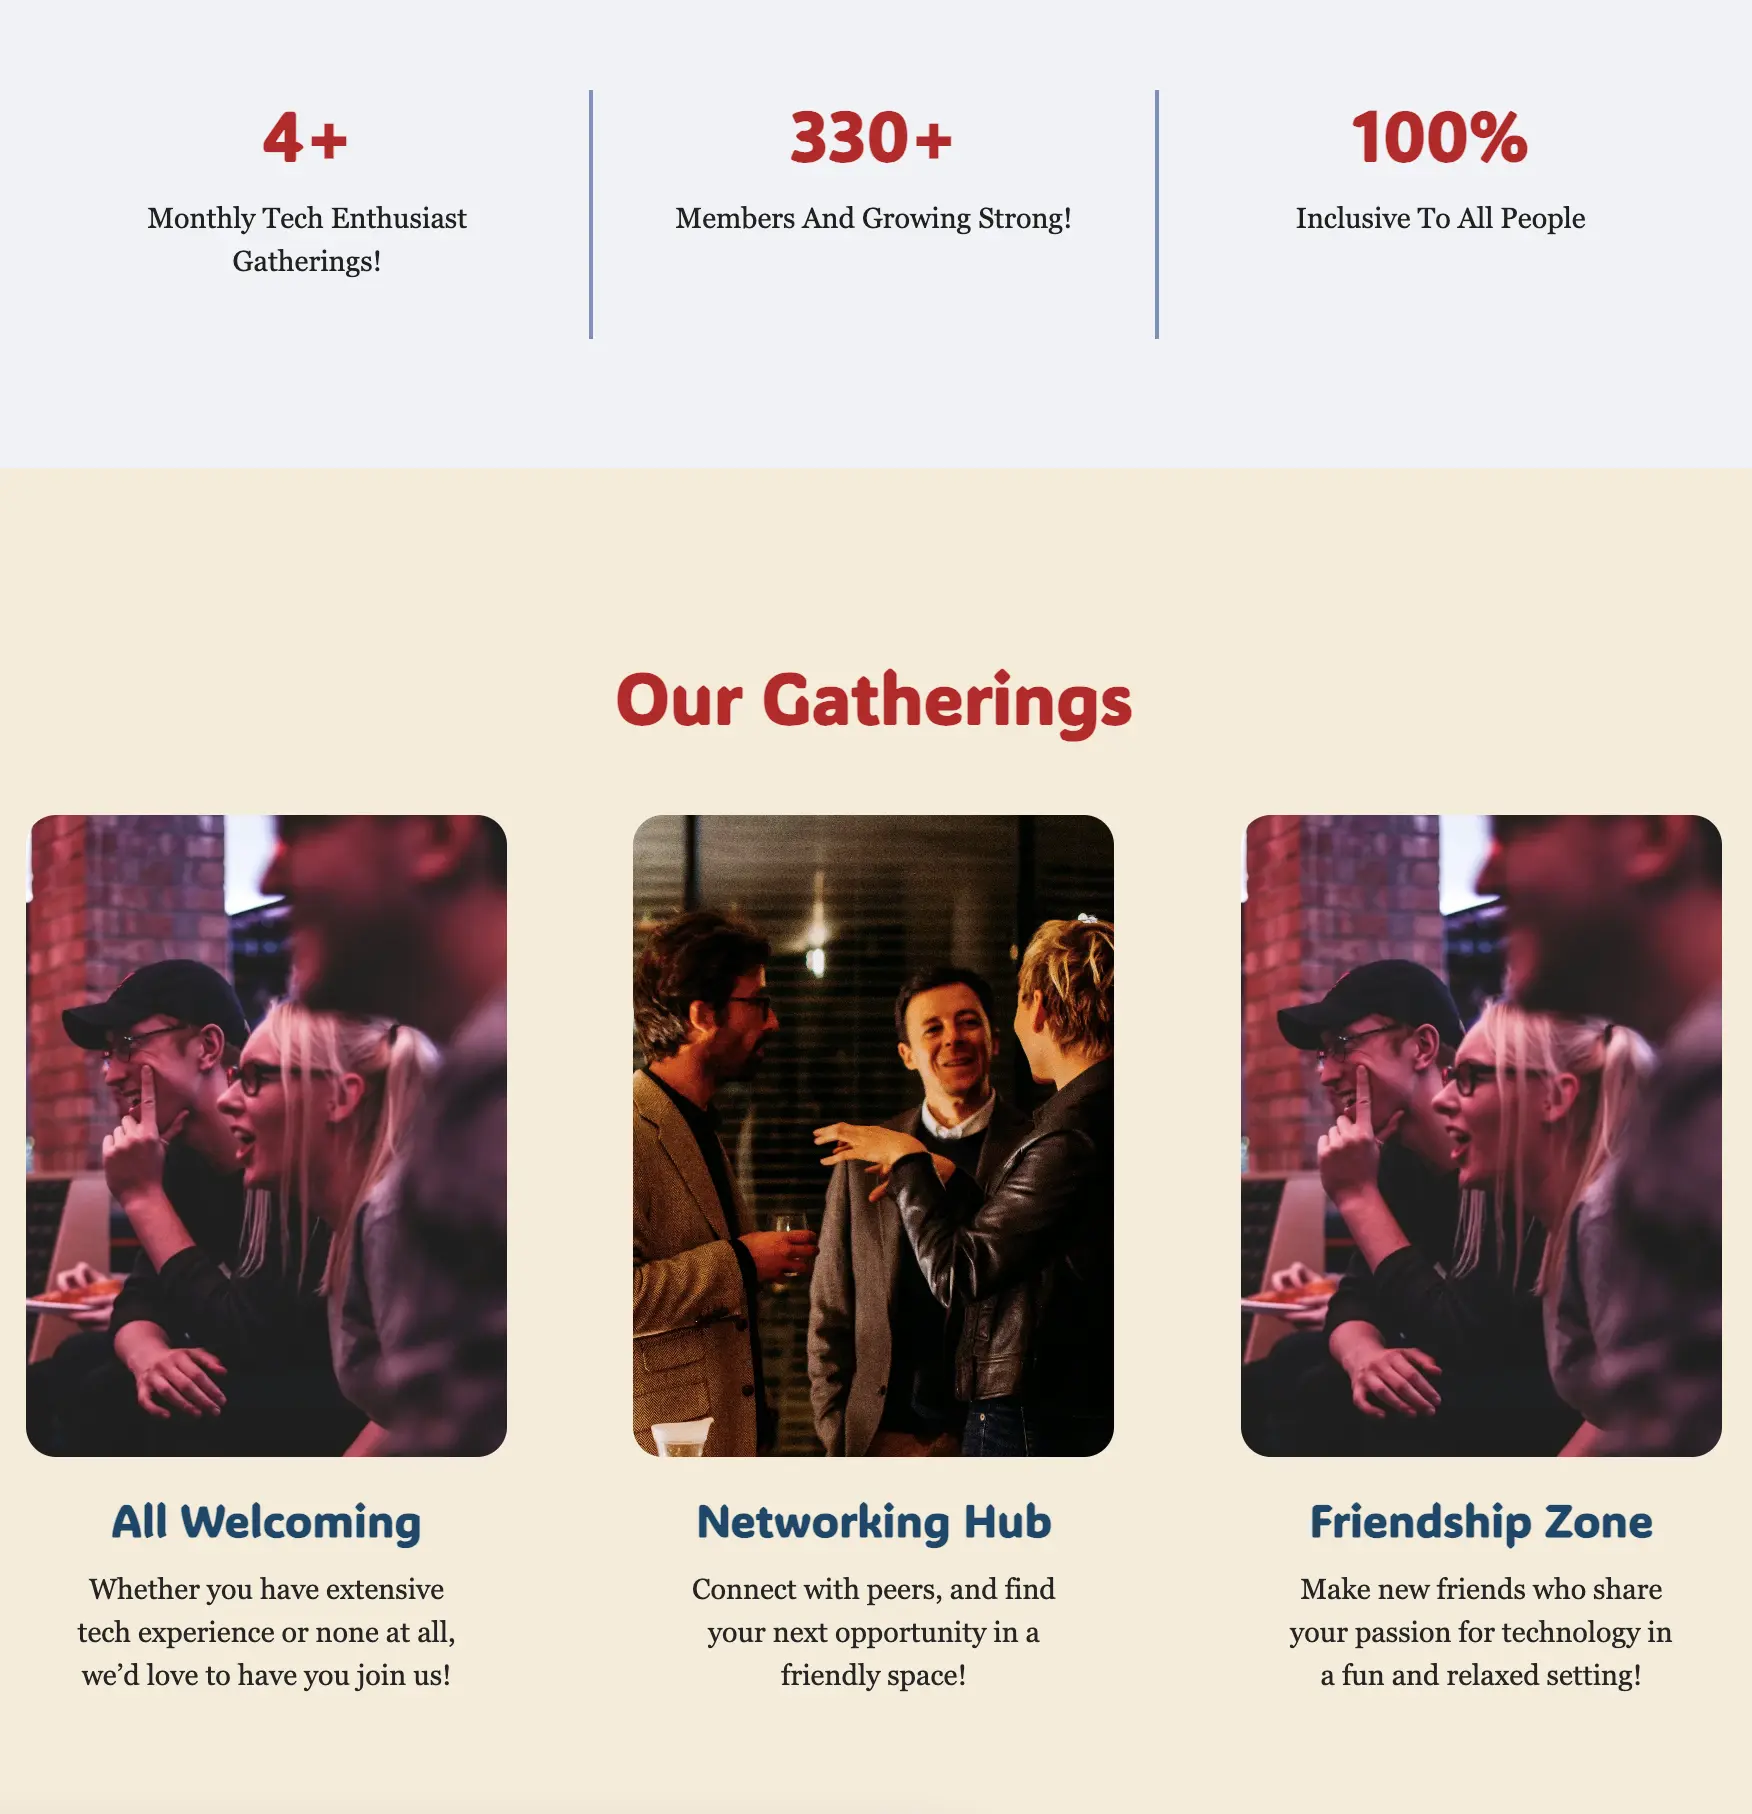 4+
Monthly Tech Enthusiast
Gatherings!
330+
Members And Growing Strong!
100%
Inclusive To All People
Our Gatherings
All Welcoming
Whether you have extensive
tech experience or none at all,
we’d love to have you join us!
Networking Hub
Connect with peers, and find
your next opportunity in a
friendly space!
Friendship Zone
Make new friends who share
your passion for technology in
a fun and relaxed setting!